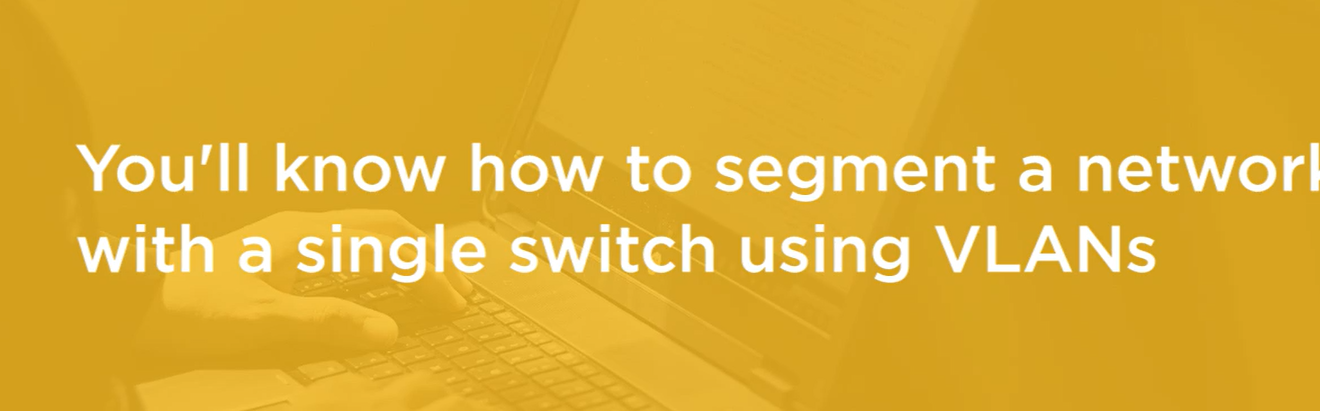 You'll know how to segment a network
with a single switch using VLANs